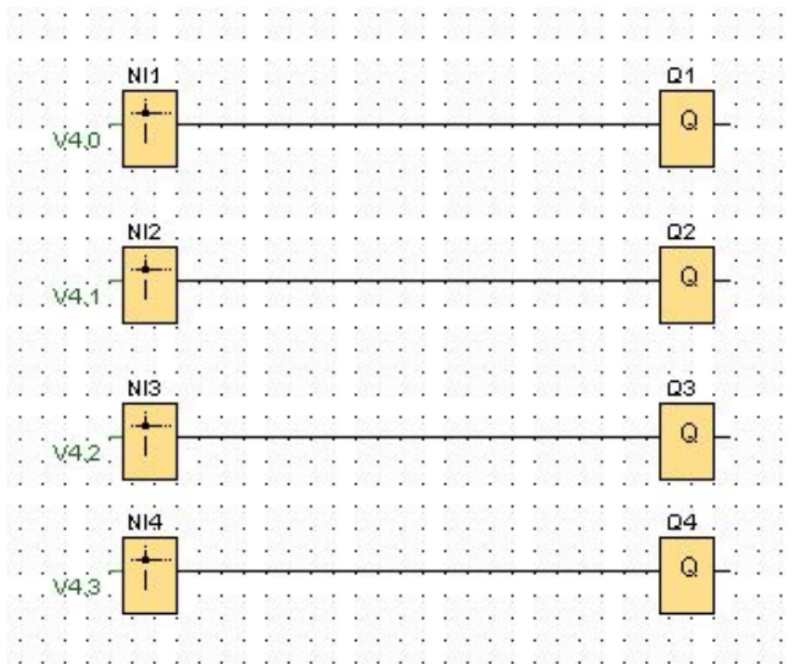 NI1 Q1
V4.0 I Q
NI2 Q2
V4.1 I Q
NI3 Q3
V4.2 I Q
NI4 Q4
V4.3 I Q